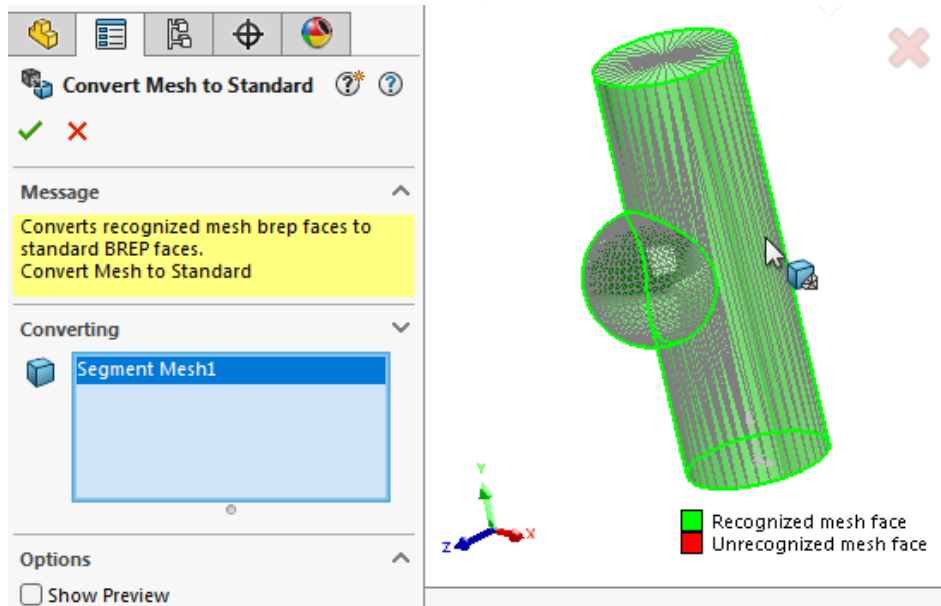 Convert Mesh to Standard
Message
Converts recognized mesh brep faces to
standard BREP faces.
Convert Mesh to Standard
Converting
Segment Mesh1
Options
Show Preview
Y
X
Z
Recognized mesh face
Unrecognized mesh face